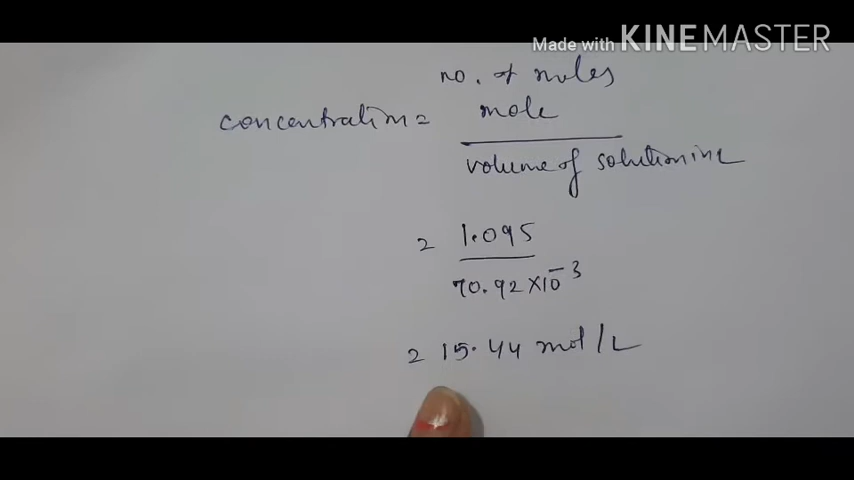 Made with KINEMASTER
no. of moles
concentration = mole
volume of solution in L
= 1.095
70.92×10⁻³
= 15.44 mol/L